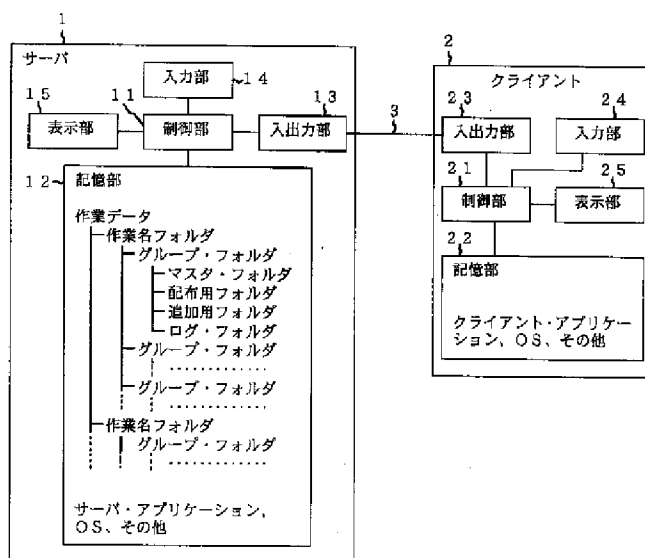 1
サーバ
入力部
14
15
11
13
表示部
制御部
入出力部
3
12
記憶部
作業データ
作業名フォルダ
グループ・フォルダ
マスタ・フォルダ
配布用フォルダ
追加用フォルダ
ログ・フォルダ
グループ・フォルダ
グループ・フォルダ
作業名フォルダ
グループ・フォルダ
サーバ・アプリケーション、
OS、その他
2
クライアント
23
24
入出力部
入力部
21
25
制御部
表示部
22
記憶部
クライアント・アプリケー
ション、OS、その他